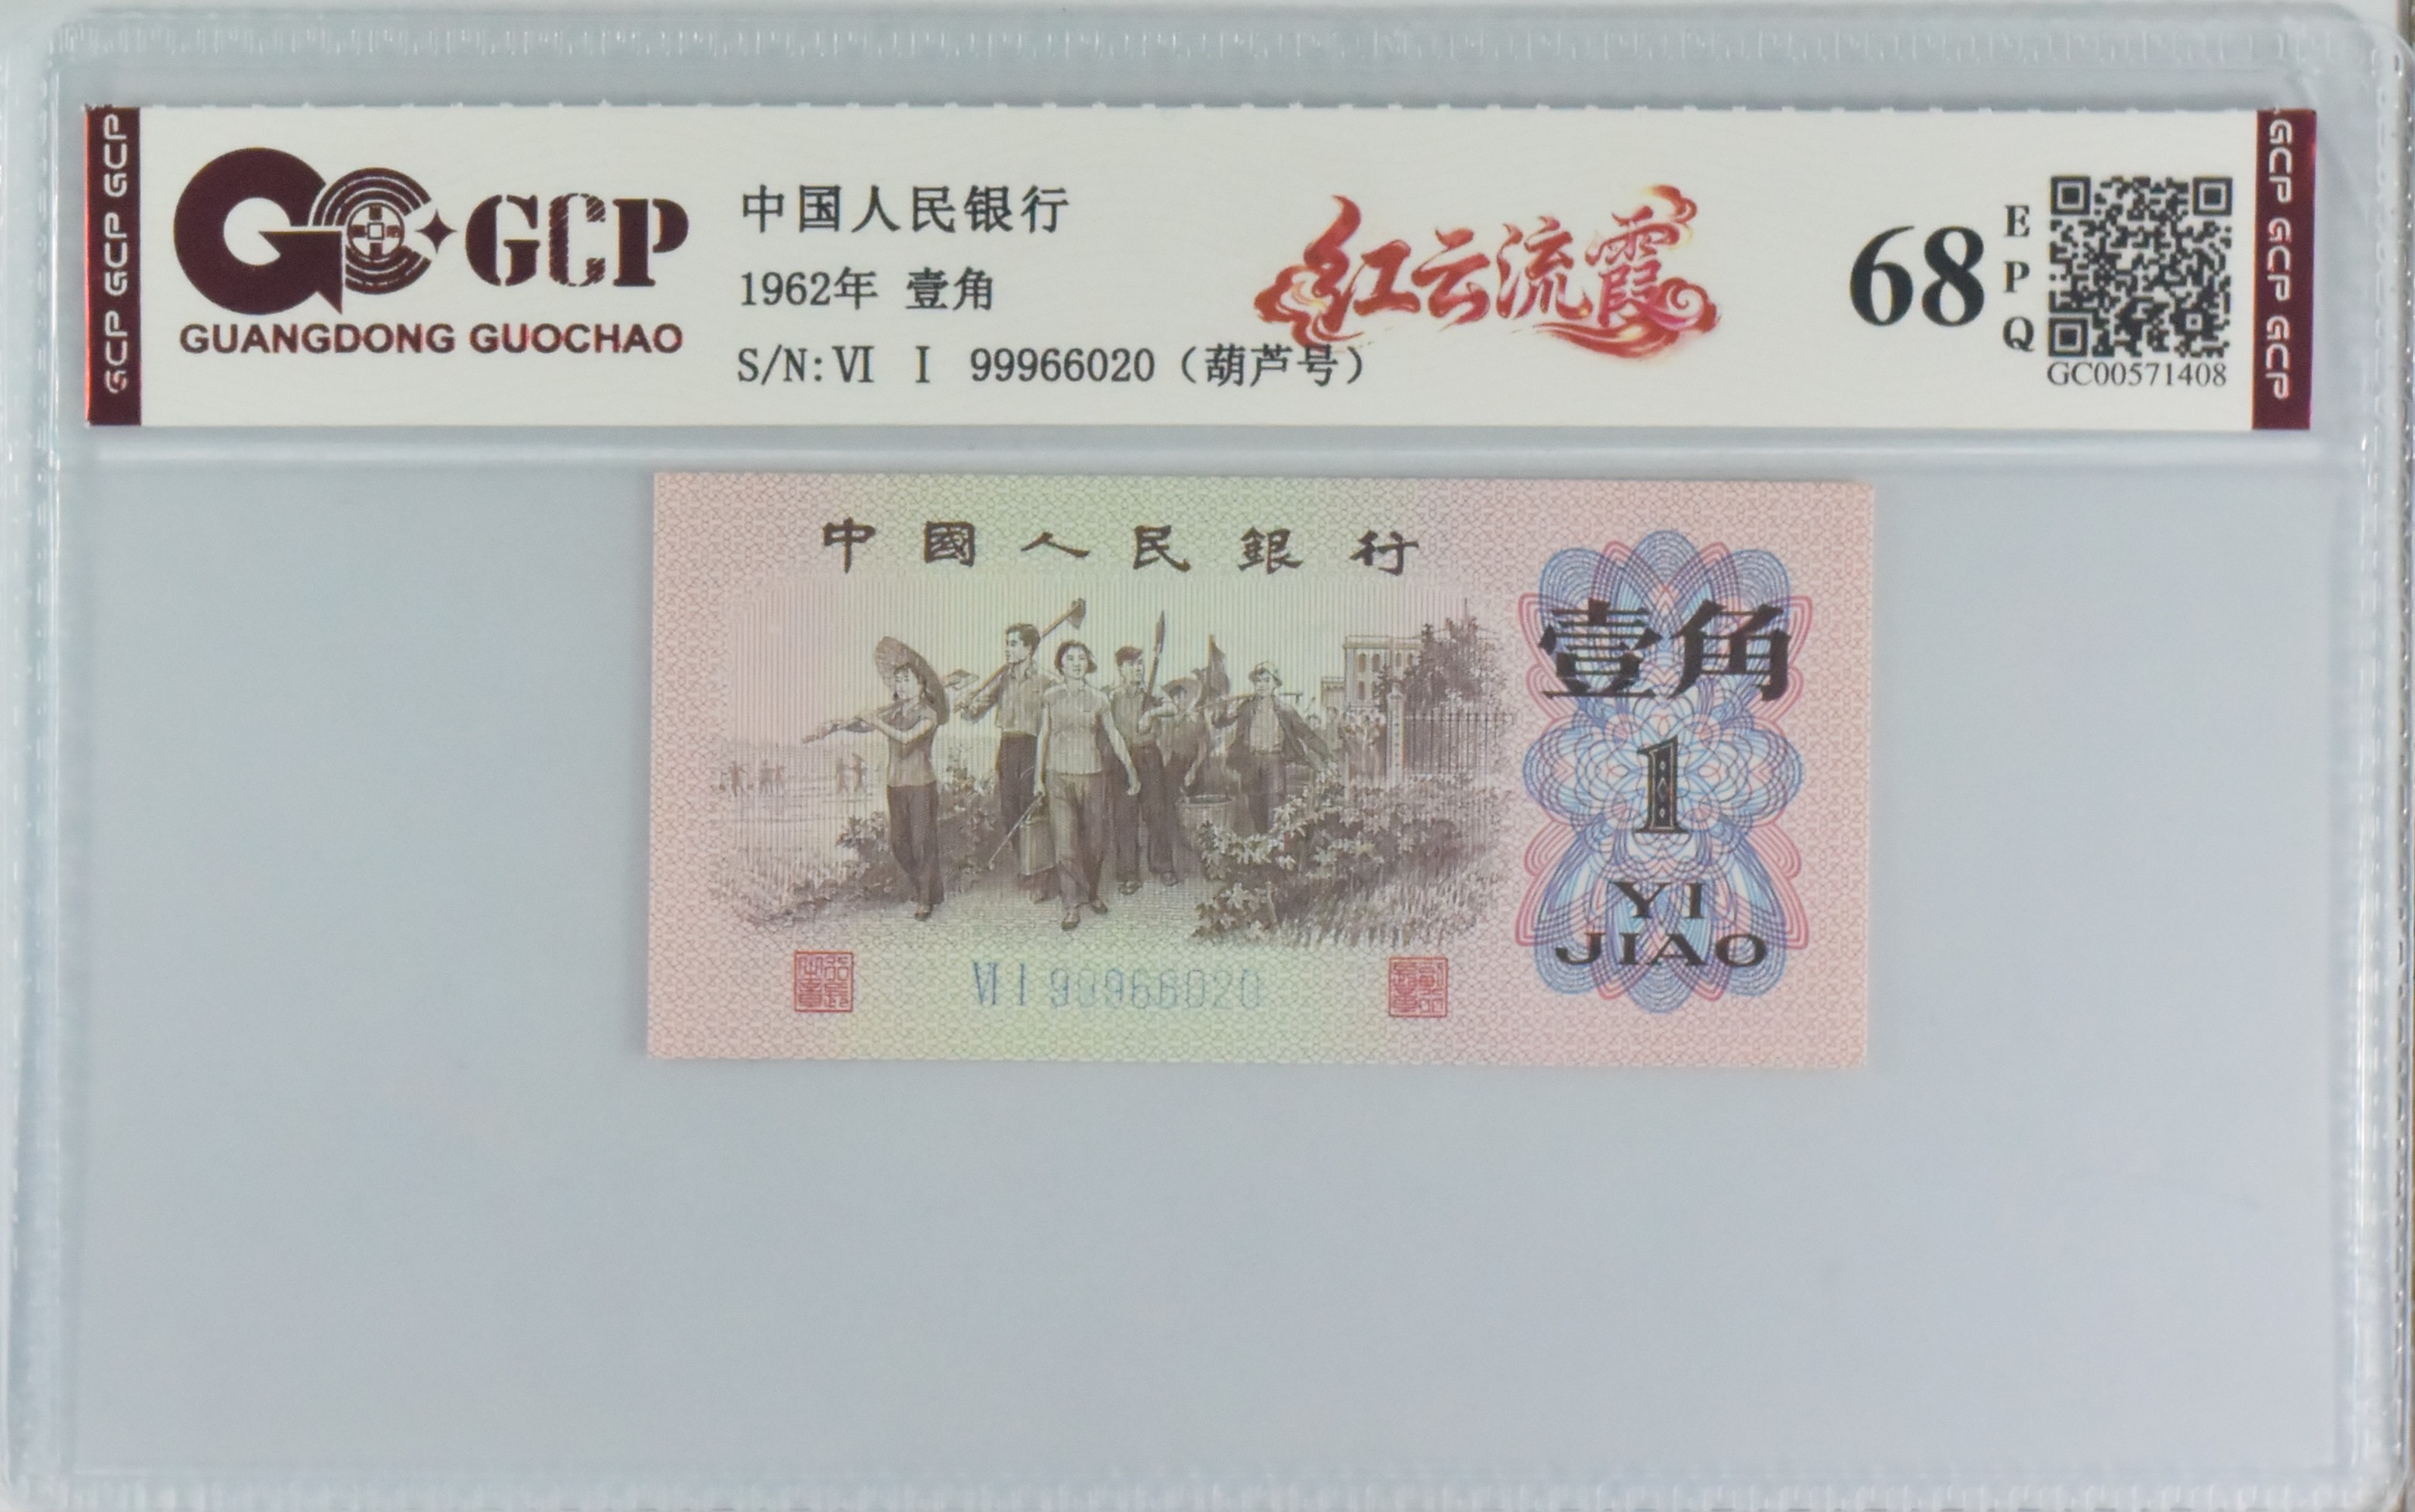 GCP GCP GCP
GCP
GUANGDONG GUOCHAO
中国人民银行
1962年 壹角
S/N: Ⅵ Ⅰ 99966020（葫芦号）
红云流霞
68
E
P
Q
GC00571408
GCP GCP GCP
中國人民銀行
壹角
1
YI
JIAO
Ⅵ Ⅰ 99966020